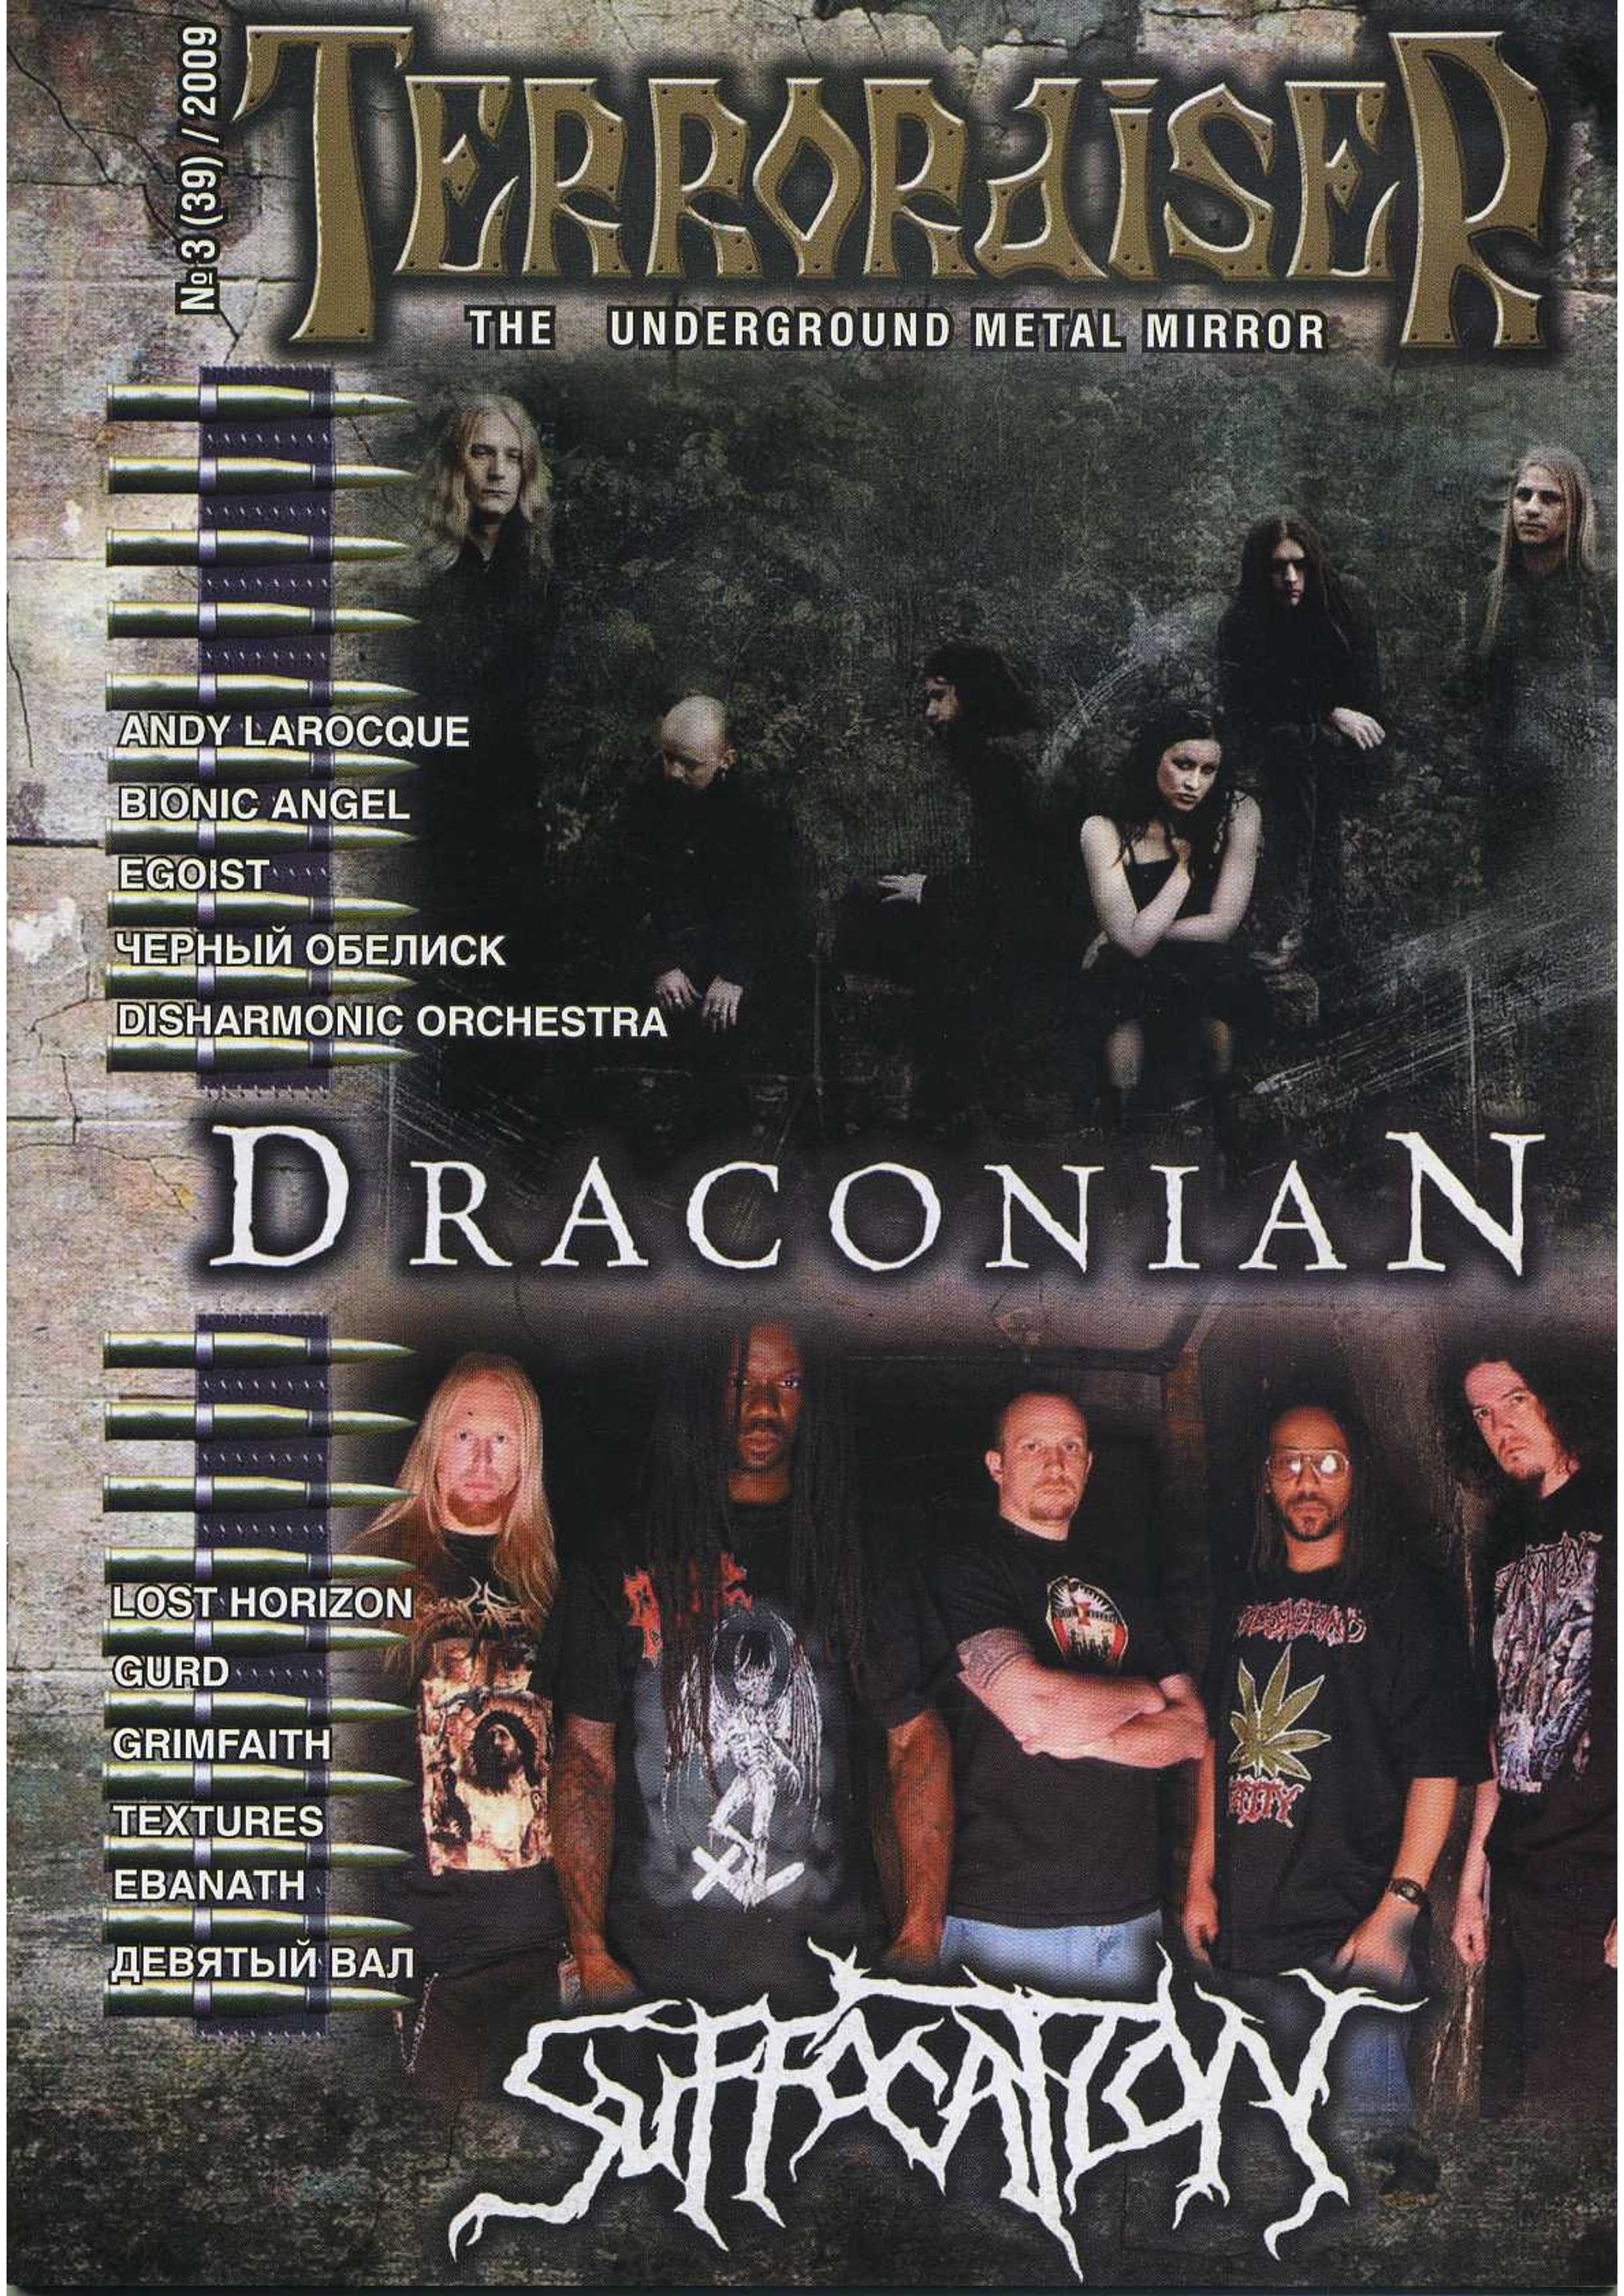 № 3 (39) / 2009
TERRORAISER
THE UNDERGROUND METAL MIRROR
ANDY LAROCQUE
BIONIC ANGEL
EGOIST
ЧЕРНЫЙ ОБЕЛИСК
DISHARMONIC ORCHESTRA
DRACONIAN
LOST HORIZON
GURD
GRIMFAITH
TEXTURES
EBANATH
ДЕВЯТЫЙ ВАЛ
SUFFOCATION